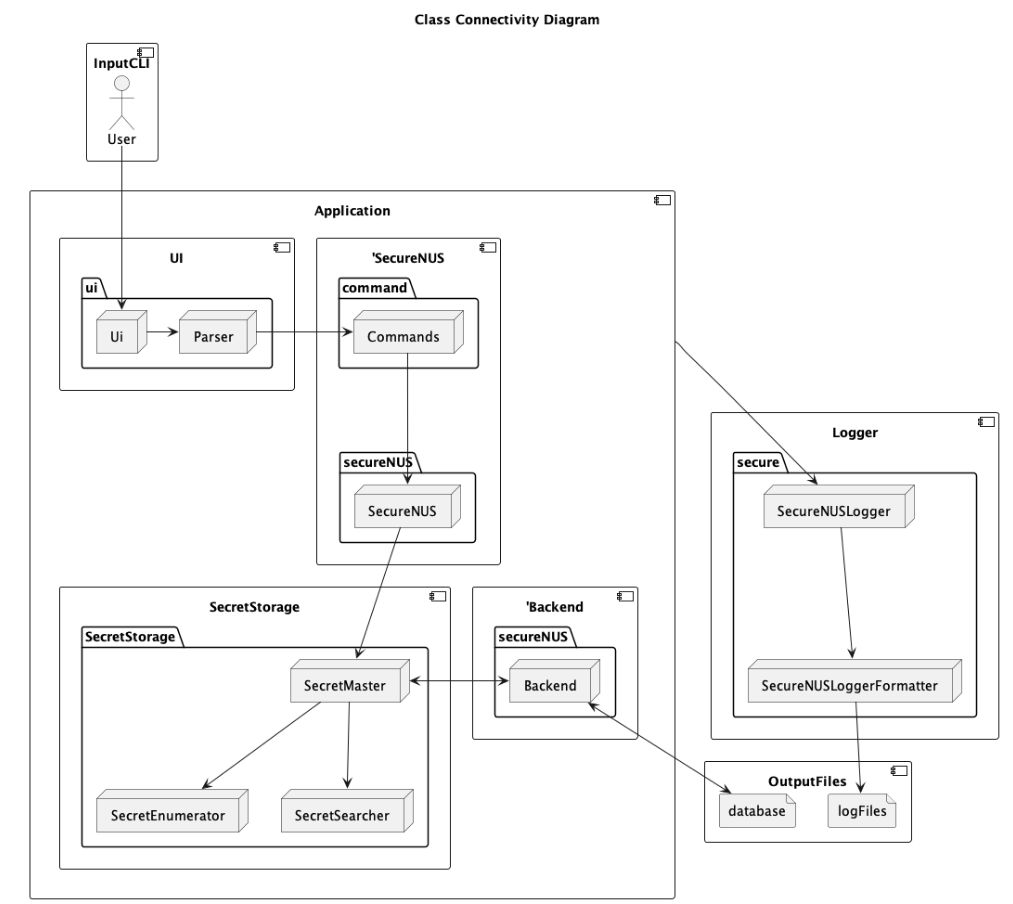 Class Connectivity Diagram
InputCLI
User
Application
UI
ui
Ui
Parser
'SecureNUS
command
Commands
secureNUS
SecureNUS
Logger
secure
SecureNUSLogger
SecureNUSLoggerFormatter
SecretStorage
SecretStorage
SecretMaster
SecretEnumerator
SecretSearcher
'Backend
secureNUS
Backend
OutputFiles
database
logFiles